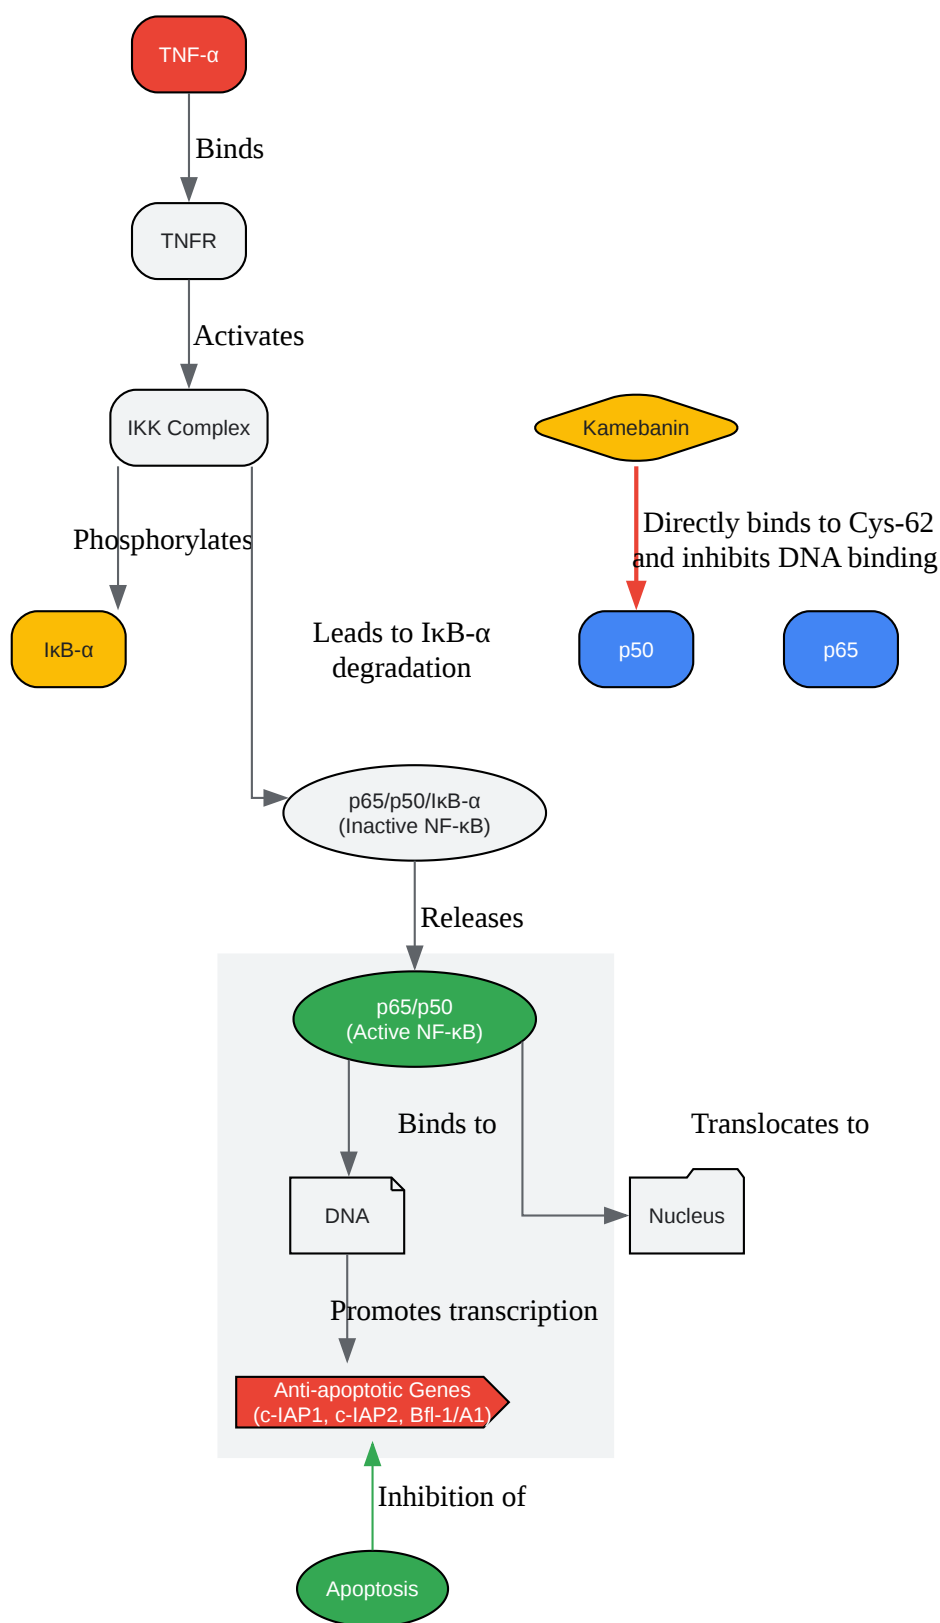 TNF-α
Binds
TNFR
Activates
IKK Complex
Kamebanin
Phosphorylates
Directly binds to Cys-62
and inhibits DNA binding
IκB-α
Leads to IκB-α
degradation
p50
p65
p65/p50/IκB-α
(Inactive NF-κB)
Releases
p65/p50
(Active NF-κB)
Binds to
Translocates to
DNA
Nucleus
Promotes transcription
Anti-apoptotic Genes
(c-IAP1, c-IAP2, Bfl-1/A1)
Inhibition of
Apoptosis